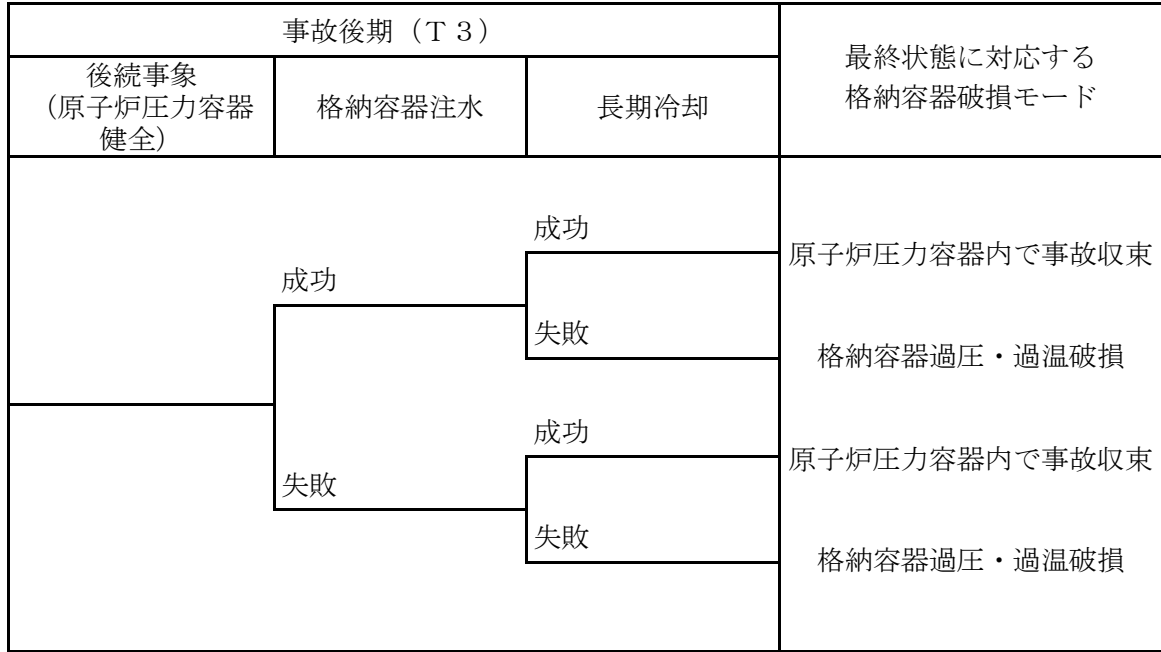 事故後期（Ｔ３）
最終状態に対応する
格納容器破損モード
後続事象
(原子炉圧力容器
健全)
格納容器注水
長期冷却
成功
原子炉圧力容器内で事故収束
成功
失敗
格納容器過圧・過温破損
成功
原子炉圧力容器内で事故収束
失敗
失敗
格納容器過圧・過温破損